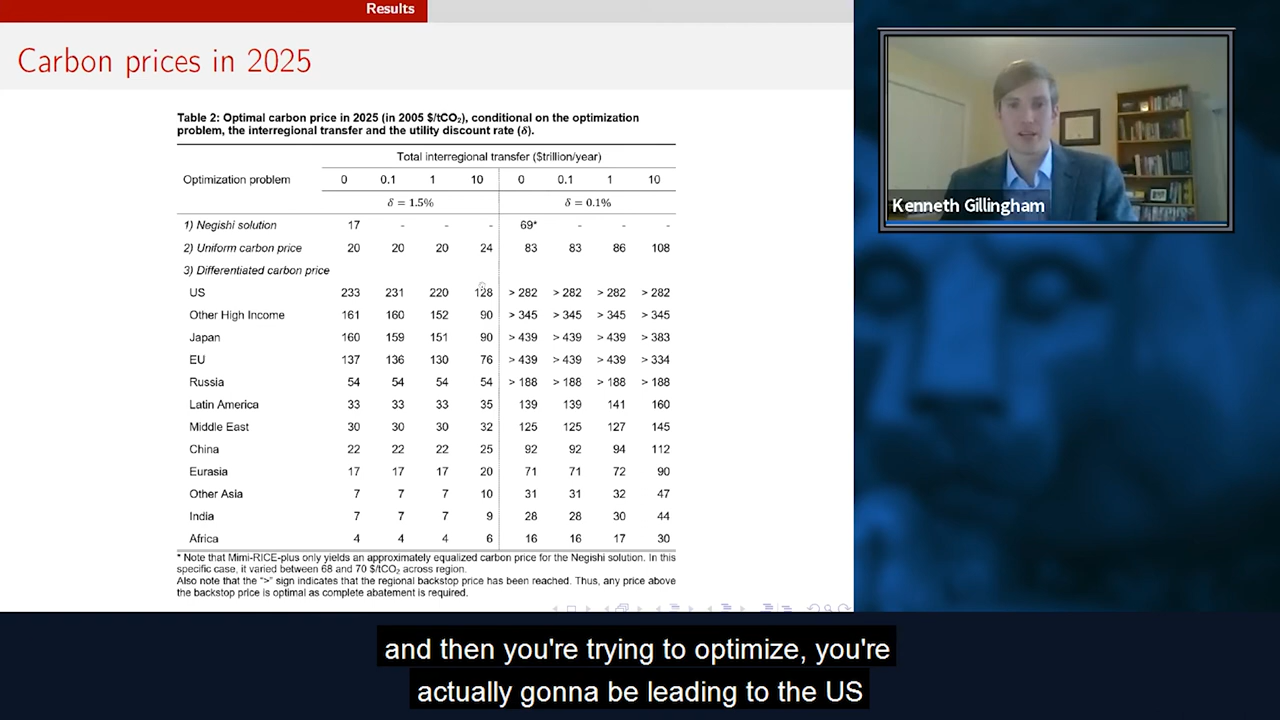 Results
Carbon prices in 2025
Table 2: Optimal carbon price in 2025 (in 2005 $/tCO₂), conditional on the optimization
problem, the interregional transfer and the utility discount rate (δ).
Total interregional transfer ($trillion/year)
Optimization problem 0 0.1 1 10 0 0.1 1 10
δ = 1.5% δ = 0.1%
1) Negishi solution 17 - - - 69* - - -
2) Uniform carbon price 20 20 20 24 83 83 86 108
3) Differentiated carbon price
US 233 231 220 128 > 282 > 282 > 282 > 282
Other High Income 161 160 152 90 > 345 > 345 > 345 > 345
Japan 160 159 151 90 > 439 > 439 > 439 > 383
EU 137 136 130 76 > 439 > 439 > 439 > 334
Russia 54 54 54 54 > 188 > 188 > 188 > 188
Latin America 33 33 33 35 139 139 141 160
Middle East 30 30 30 32 125 125 127 145
China 22 22 22 25 92 92 94 112
Eurasia 17 17 17 20 71 71 72 90
Other Asia 7 7 7 10 31 31 32 47
India 7 7 7 9 28 28 30 44
Africa 4 4 4 6 16 16 17 30
* Note that Mimi-RICE-plus only yields an approximately equalized carbon price for the Negishi solution. In this
specific case, it varied between 68 and 70 $/tCO₂ across region.
Also note that the ">" sign indicates that the regional backstop price has been reached. Thus, any price above
the backstop price is optimal as complete abatement is required.
Kenneth Gillingham
and then you're trying to optimize, you're
actually gonna be leading to the US